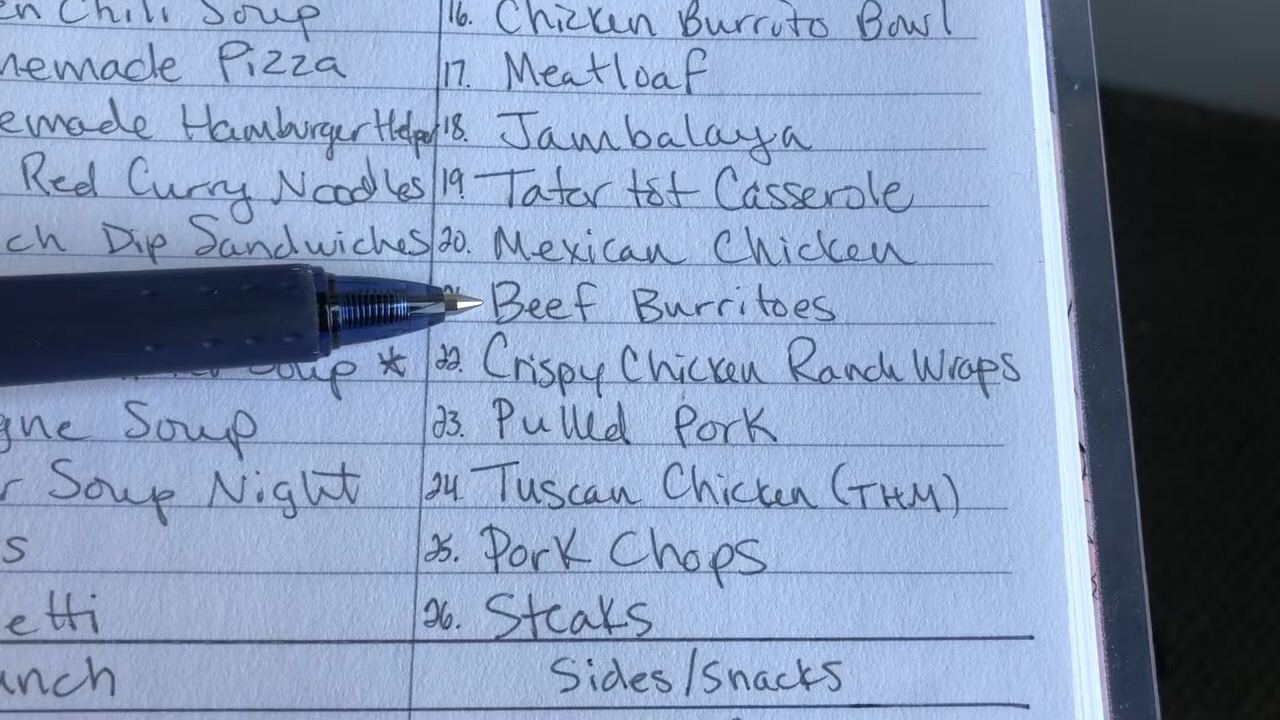 en Chili Soup
nemade Pizza
emade Hamburger Helper
Red Curry Noodles
ch Dip Sandwiches
Soup *
gne Soup
r Soup Night
s
etti
unch
16. Chicken Burrito Bowl
17. Meatloaf
18. Jambalaya
19. Tator tot Casserole
20. Mexican Chicken
Beef Burritoes
22. Crispy Chicken Ranch Wraps
23. Pulled Pork
24. Tuscan Chicken (THM)
25. Pork Chops
26. Steaks
Sides/Snacks